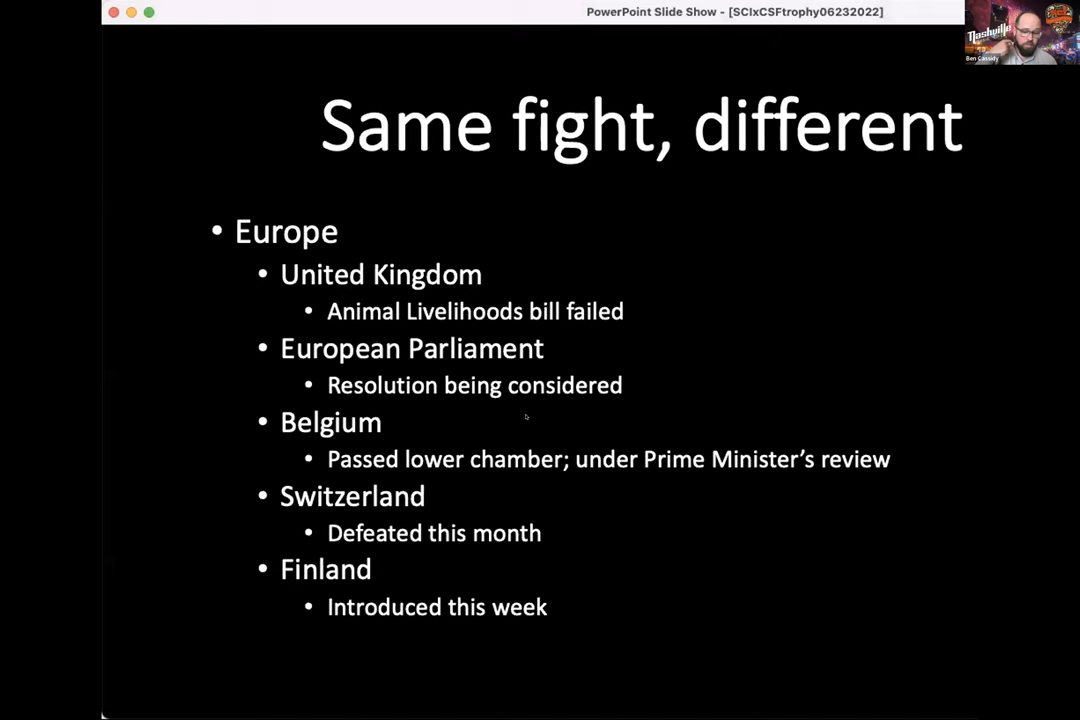 PowerPoint Slide Show - [SCIxCSFtrophy06232022]
Nashville
Ben Cassidy
Same fight, different
• Europe
• United Kingdom
• Animal Livelihoods bill failed
• European Parliament
• Resolution being considered
• Belgium
• Passed lower chamber; under Prime Minister’s review
• Switzerland
• Defeated this month
• Finland
• Introduced this week